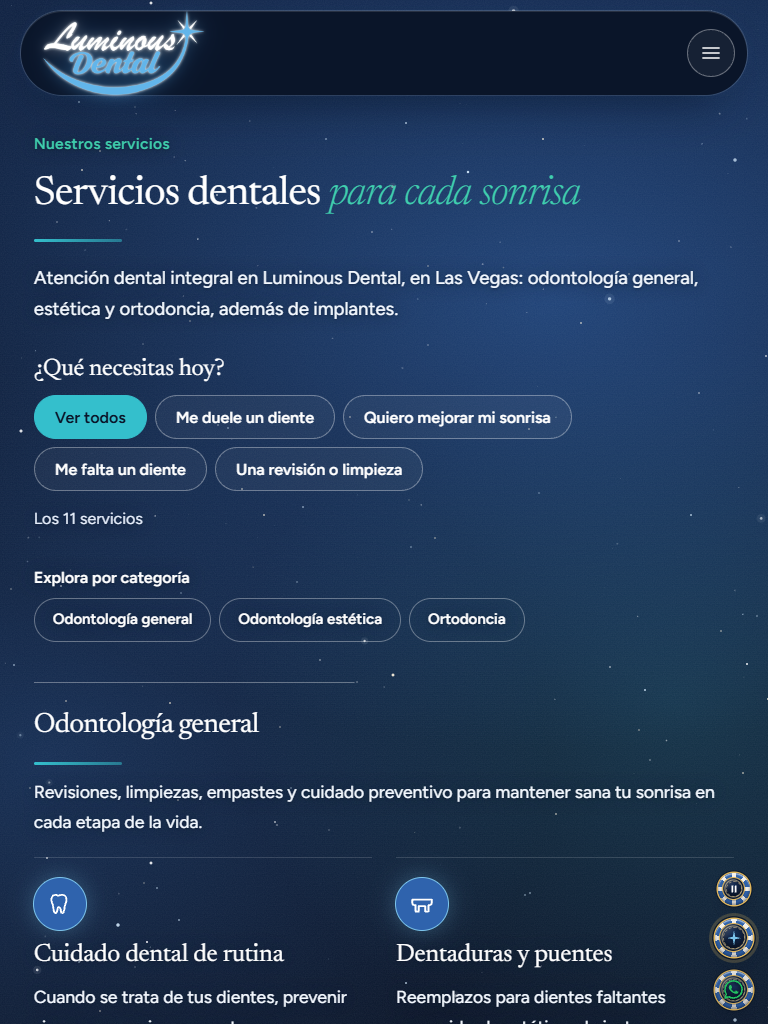 Luminous
Dental
Nuestros servicios
Servicios dentales para cada sonrisa
Atención dental integral en Luminous Dental, en Las Vegas: odontología general,
estética y ortodoncia, además de implantes.
¿Qué necesitas hoy?
Ver todos
Me duele un diente
Quiero mejorar mi sonrisa
Me falta un diente
Una revisión o limpieza
Los 11 servicios
Explora por categoría
Odontología general
Odontología estética
Ortodoncia
Odontología general
Revisiones, limpiezas, empastes y cuidado preventivo para mantener sana tu sonrisa en
cada etapa de la vida.
Cuidado dental de rutina
Cuando se trata de tus dientes, prevenir
Dentaduras y puentes
Reemplazos para dientes faltantes